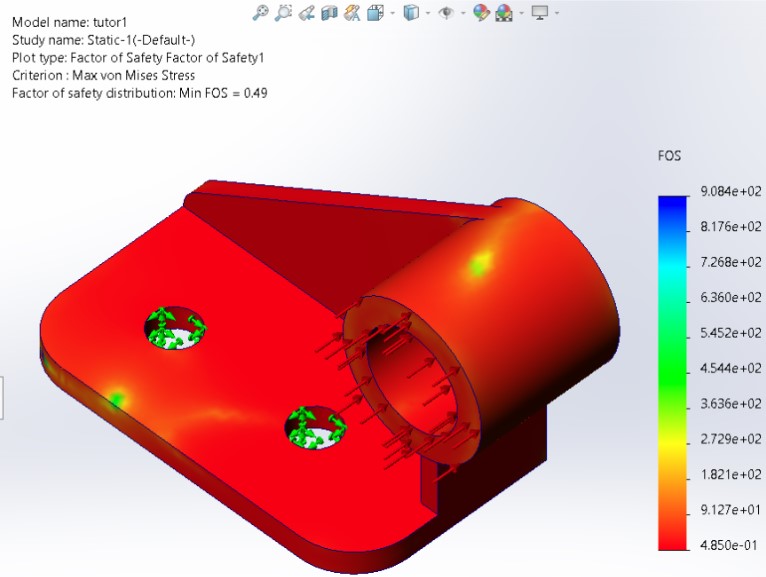 Model name: tutor1
Study name: Static-1(-Default-)
Plot type: Factor of Safety Factor of Safety1
Criterion : Max von Mises Stress
Factor of safety distribution: Min FOS = 0.49
FOS
9.084e+02
8.176e+02
7.268e+02
6.360e+02
5.452e+02
4.544e+02
3.636e+02
2.729e+02
1.821e+02
9.127e+01
4.850e-01